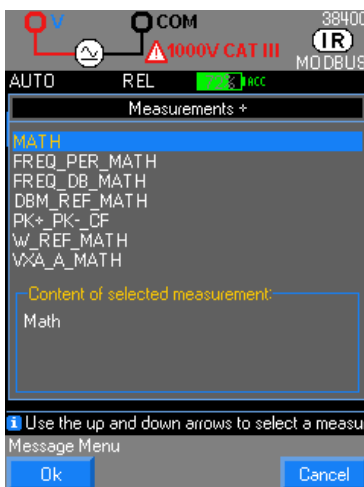 V COM 38400
1000V CAT III IR
MODBUS
AUTO REL ACC
Measurements +
MATH
FREQ_PER_MATH
FREQ_DB_MATH
DBM_REF_MATH
PK+_PK-_CF
W_REF_MATH
VXA_A_MATH
Content of selected measurement:
Math
i Use the up and down arrows to select a measu
Message Menu
Ok Cancel